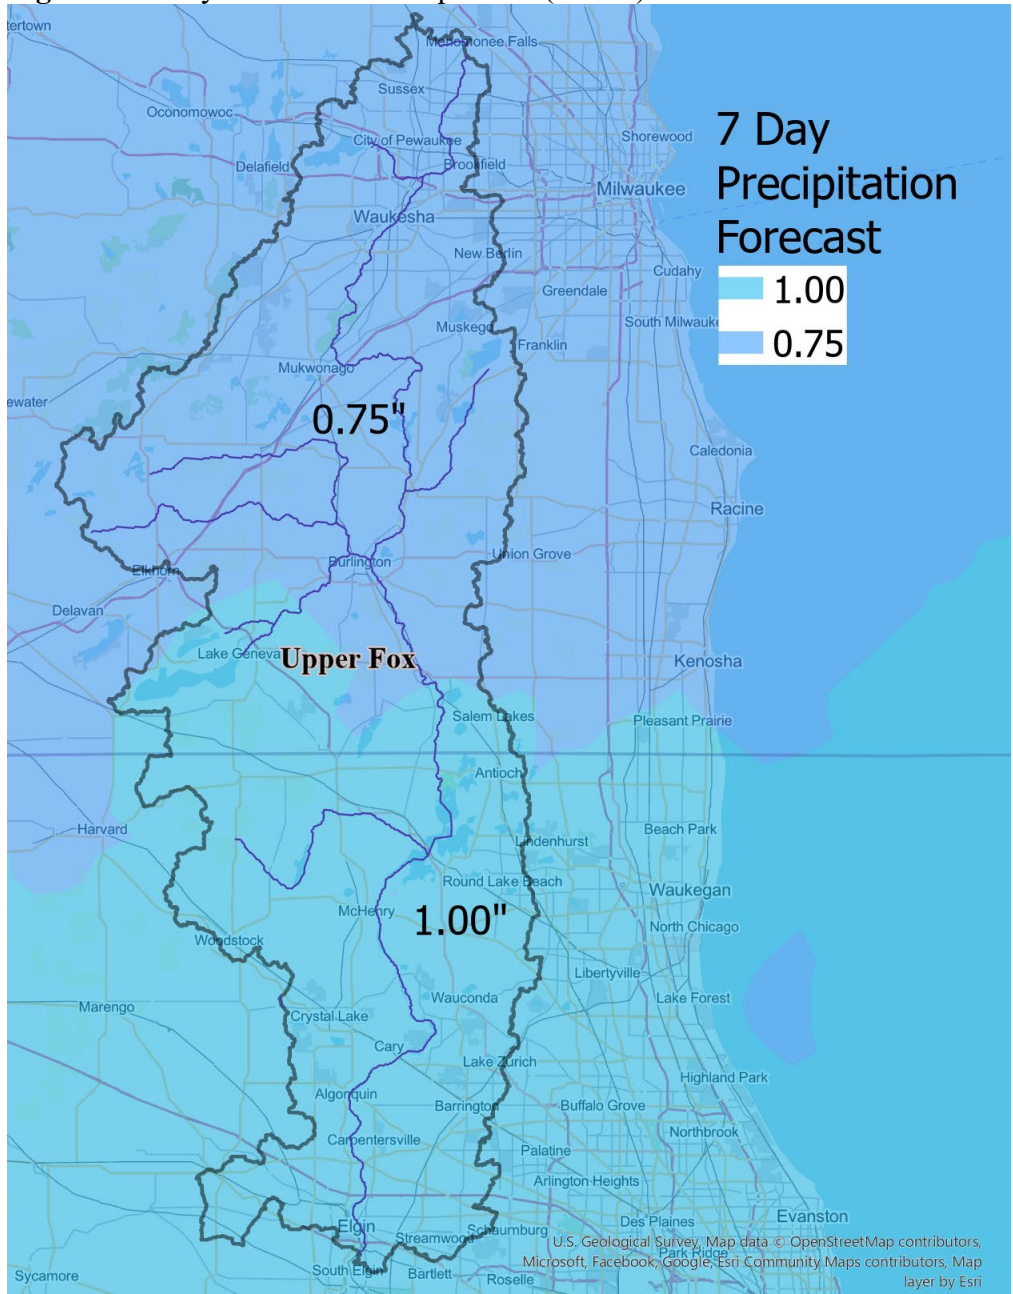 tertown
Menomonee Falls
Sussex
Oconomowoc
City of Pewaukee
Shorewood
Delafield
Brookfield
Milwaukee
Waukesha
7 Day
Precipitation
Forecast
1.00
0.75
New Berlin
Cudahy
Greendale
South Milwauke
Muskego
Franklin
Mukwonago
ewater
0.75"
Caledonia
Racine
Union Grove
Burlington
Elkhorn
Delavan
Lake Geneva
Upper Fox
Kenosha
Salem Lakes
Pleasant Prairie
Antioch
Harvard
Beach Park
Lindenhurst
Round Lake Beach
Waukegan
McHenry
1.00"
North Chicago
Woodstock
Libertyville
Marengo
Wauconda
Lake Forest
Crystal Lake
Cary
Lake Zurich
Highland Park
Algonquin
Barrington
Buffalo Grove
Northbrook
Carpentersville
Palatine
Arlington Heights
Elgin
Des Plaines
Evanston
Streamwood
Schaumburg
Park Ridge
South Elgin
Bartlett
Roselle
Sycamore
U.S. Geological Survey, Map data © OpenStreetMap contributors,
Microsoft, Facebook, Google, Esri Community Maps contributors, Map
layer by Esri